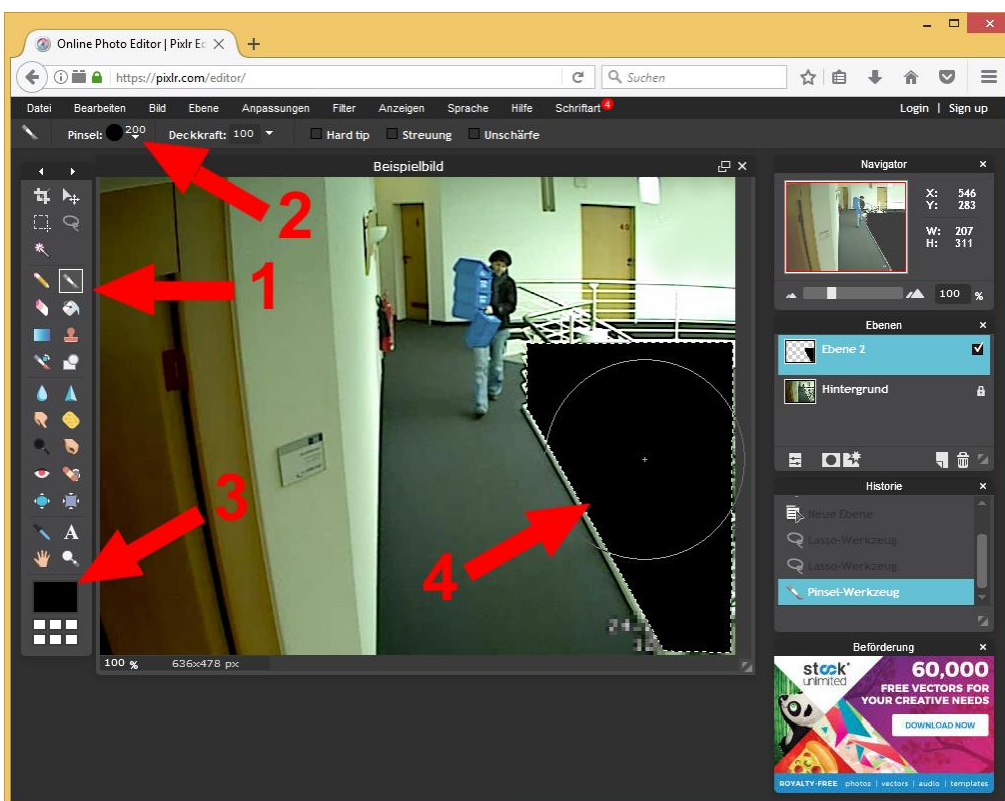 Online Photo Editor | Pixlr Ec
https://pixlr.com/editor/
Suchen
Datei Bearbeiten Bild Ebene Anpassungen Filter Anzeigen Sprache Hilfe Schriftart 4 Login | Sign up
Pinsel: 200 Deckkraft: 100 Hard tip Streuung Unschärfe
Beispielbild
Navigator
X: 546
Y: 283
W: 207
H: 311
100 %
Ebenen
Ebene 2
Hintergrund
Historie
Neue Ebene
Lasso-Werkzeug
Lasso-Werkzeug
Pinsel-Werkzeug
1
2
3
4
A
40
24
12
100 % 636x478 px
Beförderung
stock
unlimited
60,000
FREE VECTORS FOR
YOUR CREATIVE NEEDS
DOWNLOAD NOW
ROYALTY-FREE photos | vectors | audio | templates